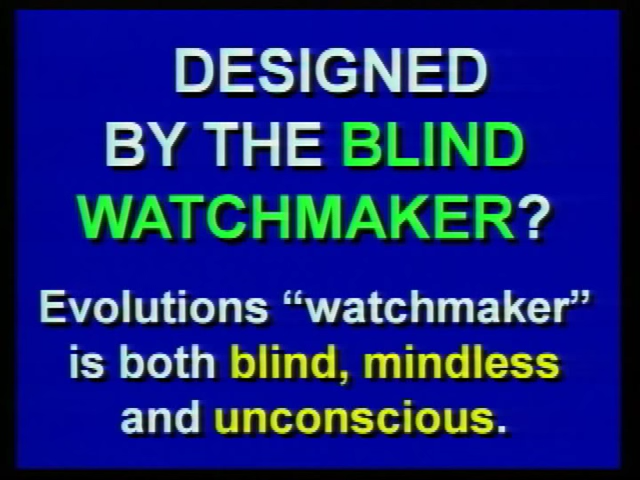 DESIGNED
BY THE BLIND
WATCHMAKER?
Evolutions “watchmaker”
is both blind, mindless
and unconscious.